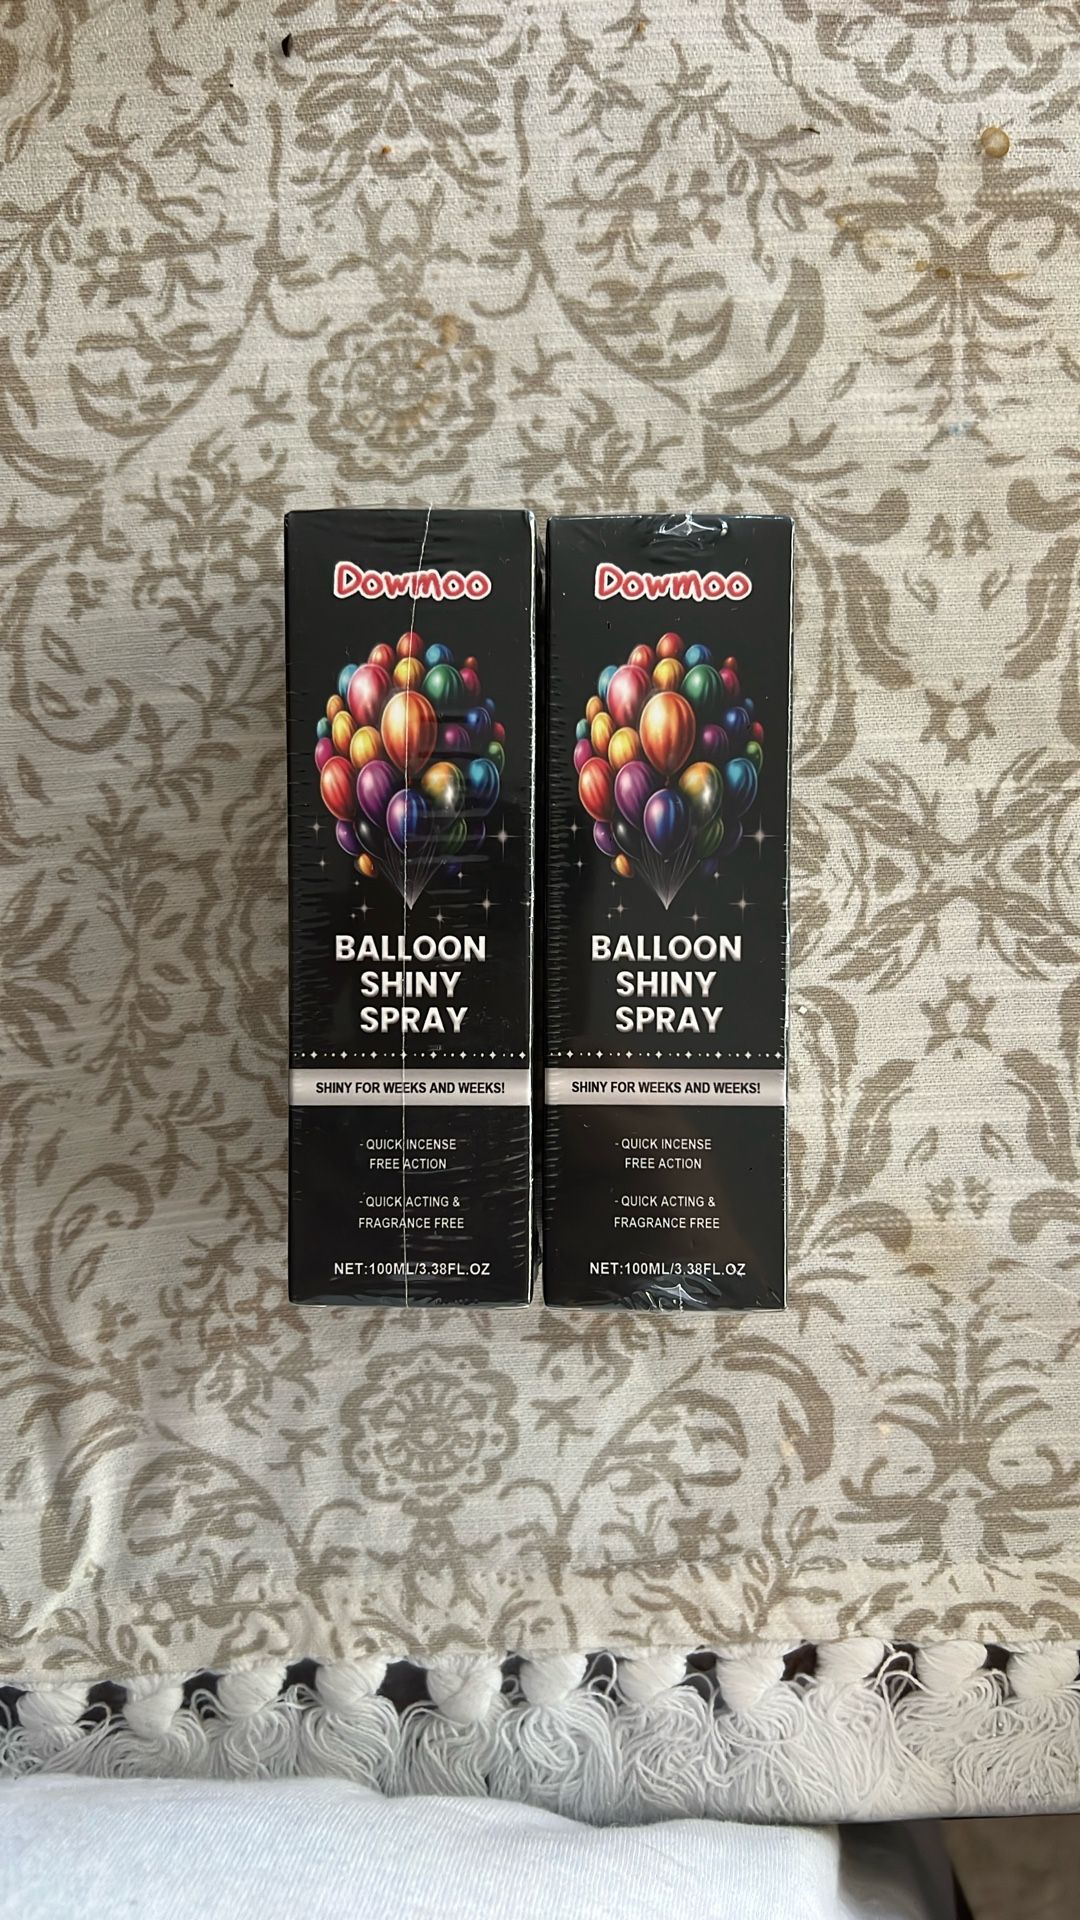 Dowmoo
BALLOON
SHINY
SPRAY
SHINY FOR WEEKS AND WEEKS!
- QUICK INCENSE
FREE ACTION
- QUICK ACTING &
FRAGRANCE FREE
NET:100ML/3.38FL.OZ
Dowmoo
BALLOON
SHINY
SPRAY
SHINY FOR WEEKS AND WEEKS!
- QUICK INCENSE
FREE ACTION
- QUICK ACTING &
FRAGRANCE FREE
NET:100ML/3.38FL.OZ